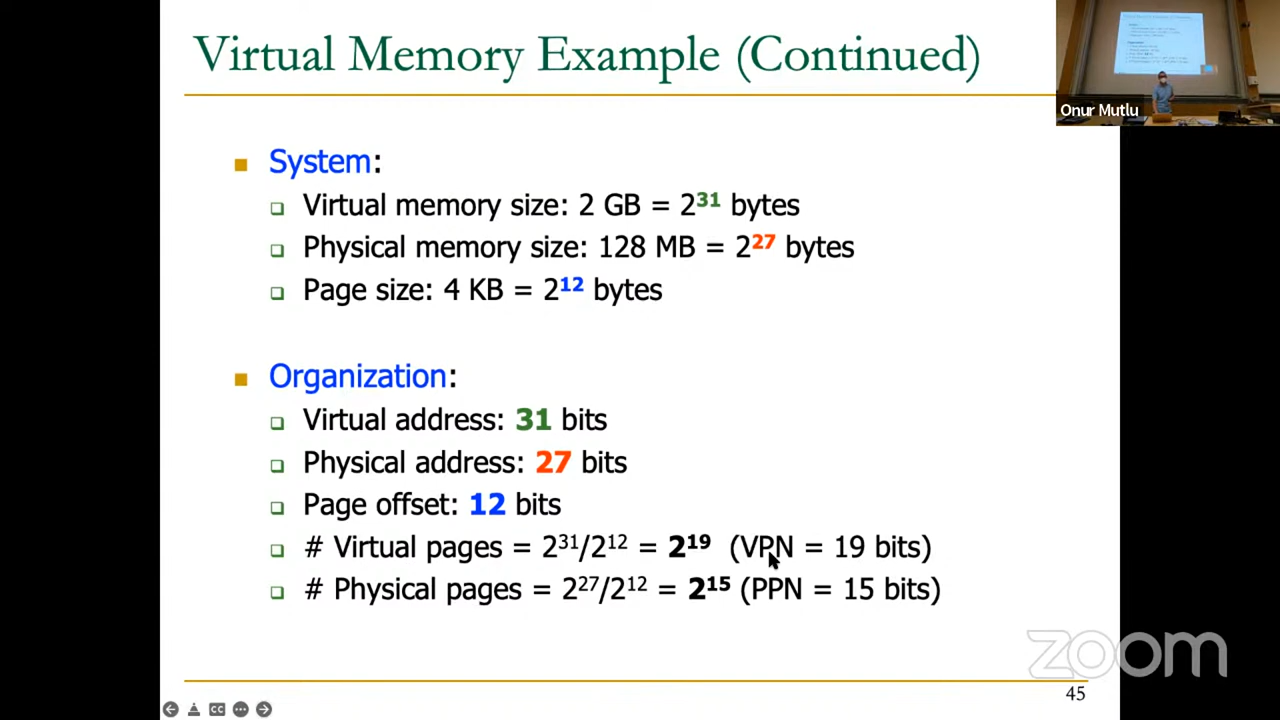 Virtual Memory Example (Continued)
Onur Mutlu
System:
Virtual memory size: 2 GB = 2³¹ bytes
Physical memory size: 128 MB = 2²⁷ bytes
Page size: 4 KB = 2¹² bytes
Organization:
Virtual address: 31 bits
Physical address: 27 bits
Page offset: 12 bits
# Virtual pages = 2³¹/2¹² = 2¹⁹ (VPN = 19 bits)
# Physical pages = 2²⁷/2¹² = 2¹⁵ (PPN = 15 bits)
zoom
45
CC